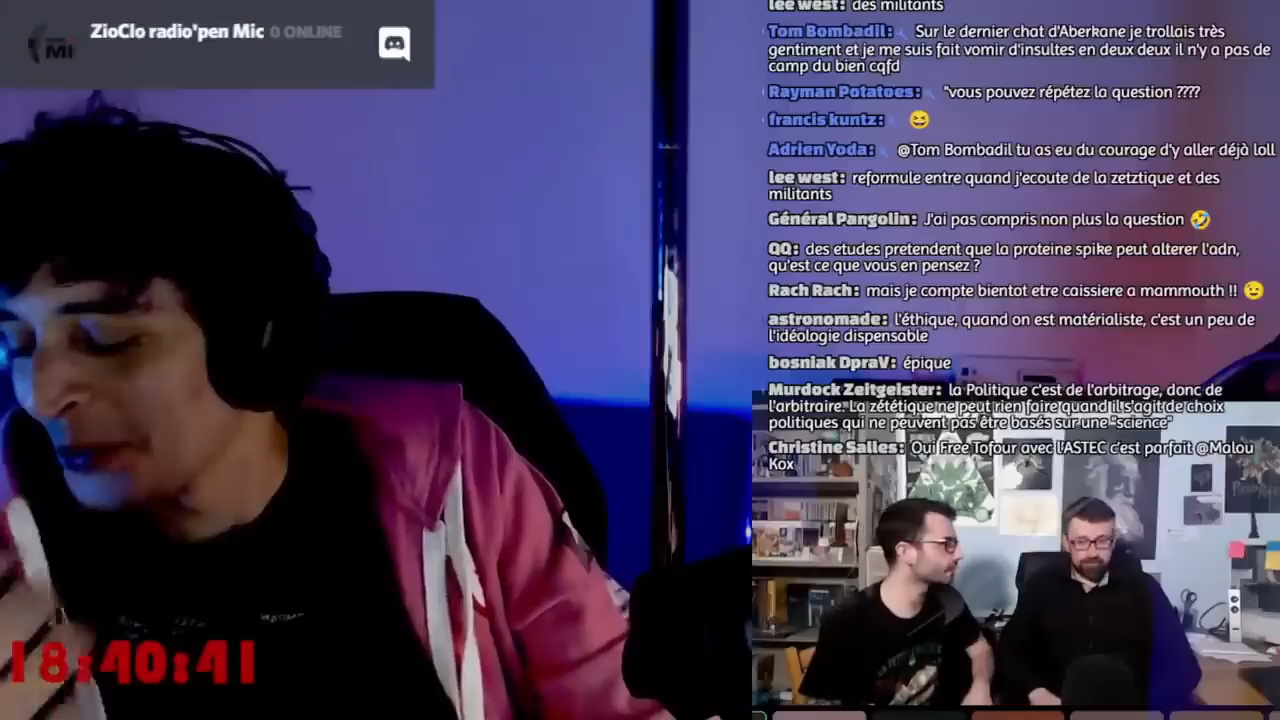 ZioClo radio'pen Mic 0 ONLINE
MI
lee west: des militants
Tom Bombadil: Sur le dernier chat d'Aberkane je trollais très
gentiment et je me suis fait vomir d'insultes en deux deux il n'y a pas de
camp du bien cqfd
Rayman Potatoes: "vous pouvez répétez la question ????
francis kuntz: 😆
Adrien Yoda: @Tom Bombadil tu as eu du courage d'y aller déjà loll
lee west: reformule entre quand j'ecoute de la zetztique et des
militants
Général Pangolin: J'ai pas compris non plus la question 🤣
QQ: des etudes pretendent que la proteine spike peut alterer l'adn,
qu'est ce que vous en pensez ?
Rach Rach: mais je compte bientot etre caissiere a mammouth !! 😉
astronomade: l'éthique, quand on est matérialiste, c'est un peu de
l'idéologie dispensable
bosniak DpraV: épique
Murdock Zeitgeister: la Politique c'est de l'arbitrage, donc de
l'arbitraire. La zététique ne peut rien faire quand il s'agit de choix
politiques qui ne peuvent pas être basés sur une "science"
Christine Salles: Oui Free Tofour avec l'ASTEC c'est parfait @Malou
Kox
18:40:41